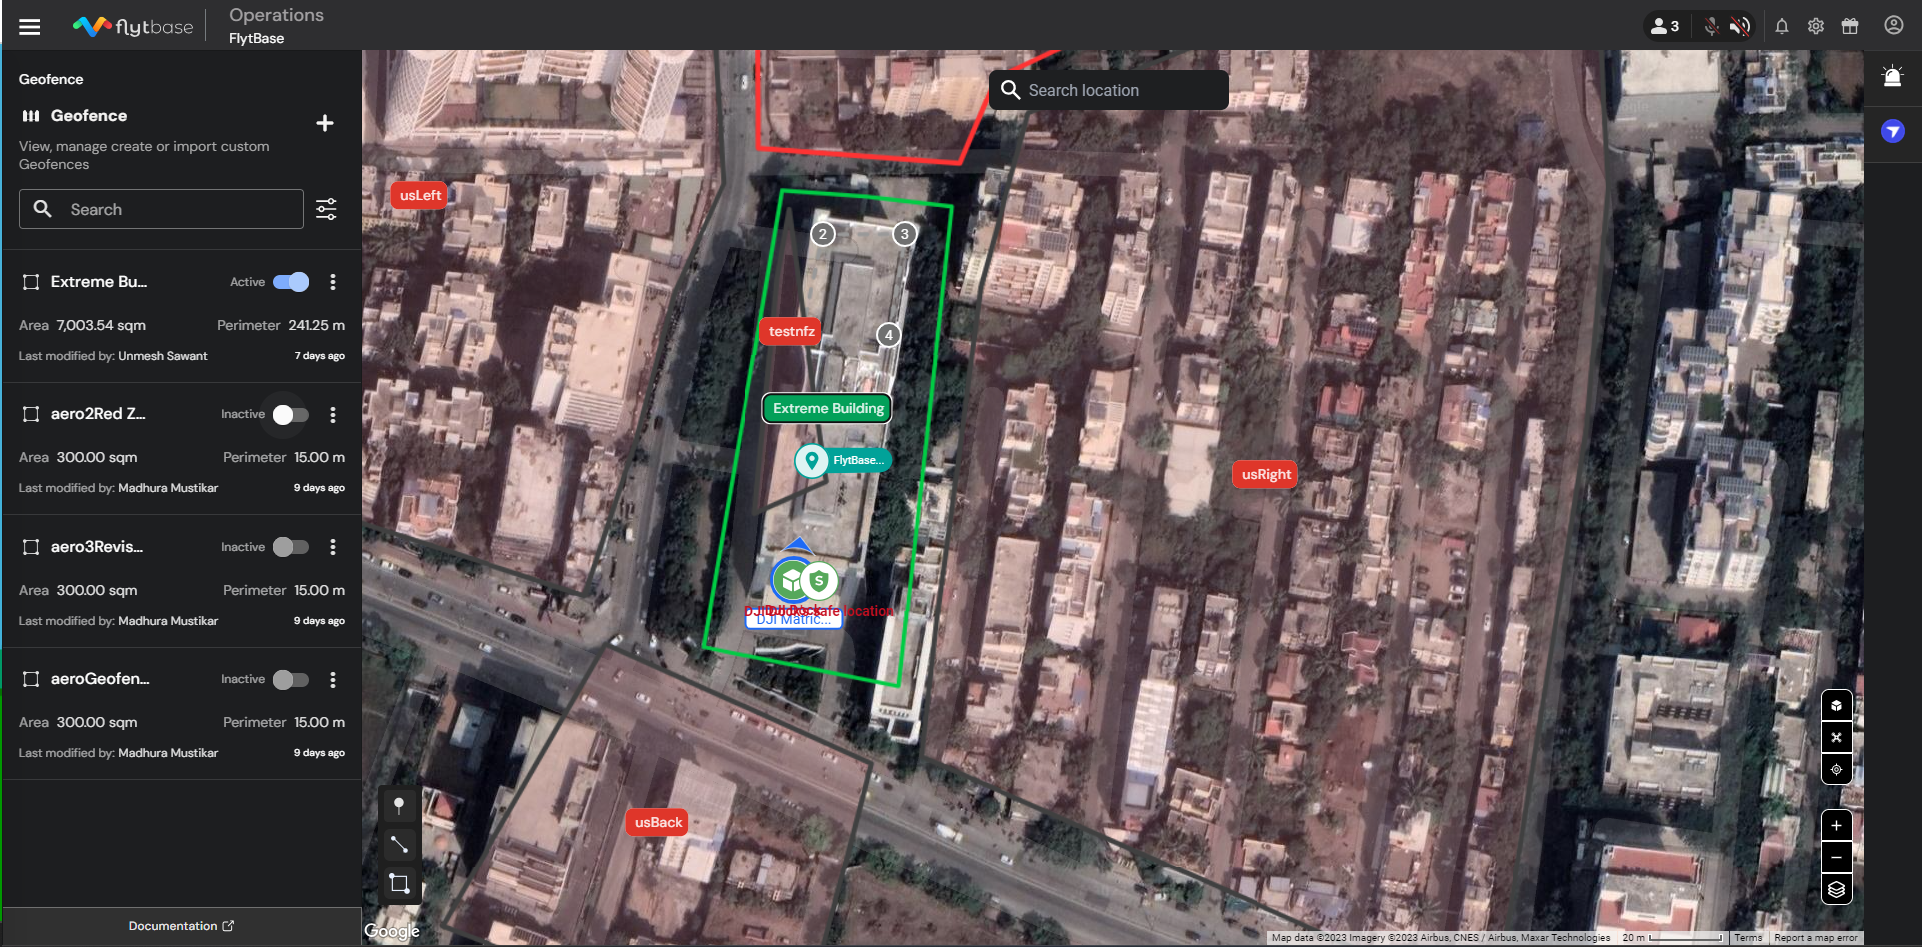 flytbase
Operations
FlytBase
3
Geofence
Geofence
View, manage create or import custom
Geofences
Search
Extreme Bu...
Active
Area 7,003.54 sqm
Perimeter 241.25 m
Last modified by: Unmesh Sawant
7 days ago
aero2Red Z...
Inactive
Area 300.00 sqm
Perimeter 15.00 m
Last modified by: Madhura Mustikar
9 days ago
aero3Revis...
Inactive
Area 300.00 sqm
Perimeter 15.00 m
Last modified by: Madhura Mustikar
9 days ago
aeroGeofen...
Inactive
Area 300.00 sqm
Perimeter 15.00 m
Last modified by: Madhura Mustikar
9 days ago
Documentation
Search location
usLeft
2
3
testnfz
4
Extreme Building
FlytBase...
usRight
S
DJI Dock
safe location
DJI Matric...
usBack
Google
Map data ©2023 Imagery ©2023 Airbus, CNES / Airbus, Maxar Technologies
20 m
Terms
Report a map error